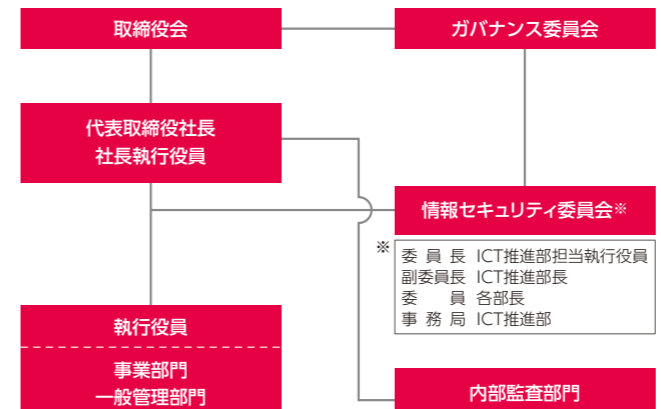 取締役会
ガバナンス委員会
代表取締役社長
社長執行役員
情報セキュリティ委員会※
※
委 員 長 ICT推進部担当執行役員
副委員長 ICT推進部長
委　　員 各部長
事 務 局 ICT推進部
執行役員
事業部門
一般管理部門
内部監査部門